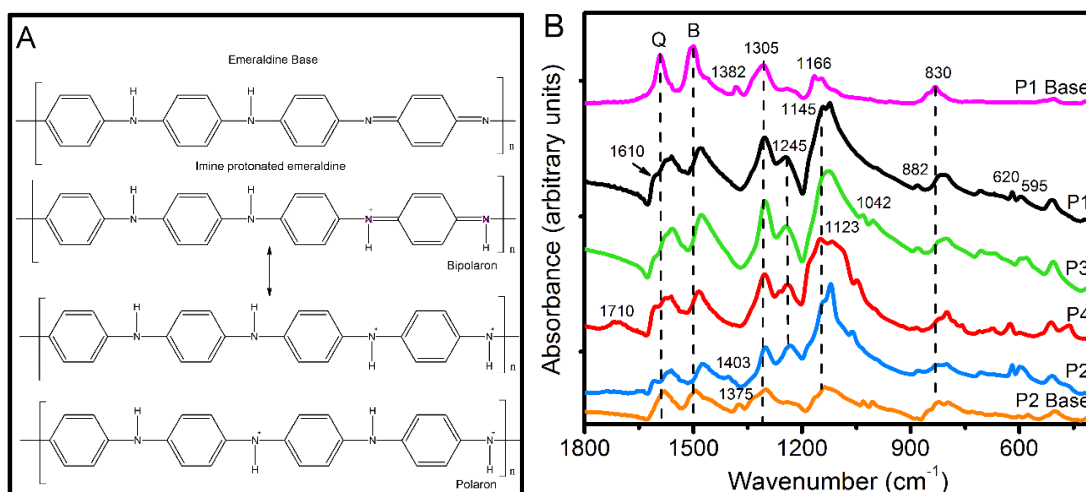 A
Emeraldine Base
H
H
N
N
N
N
n
Imine protonated emeraldine
H
H
N
N
N
N
H
H
n
Bipolaron
H
H
N
N
N
N
H
H
n
H
H
N
N
N
N
H
H
n
Polaron
B
Q
B
1305
1382
1166
830
P1 Base
1145
1610
1245
882
620
595
P1
1042
P3
1123
1710
P4
1403
P2
1375
P2 Base
Absorbance (arbitrary units)
1800
1500
1200
900
600
Wavenumber (cm⁻¹)